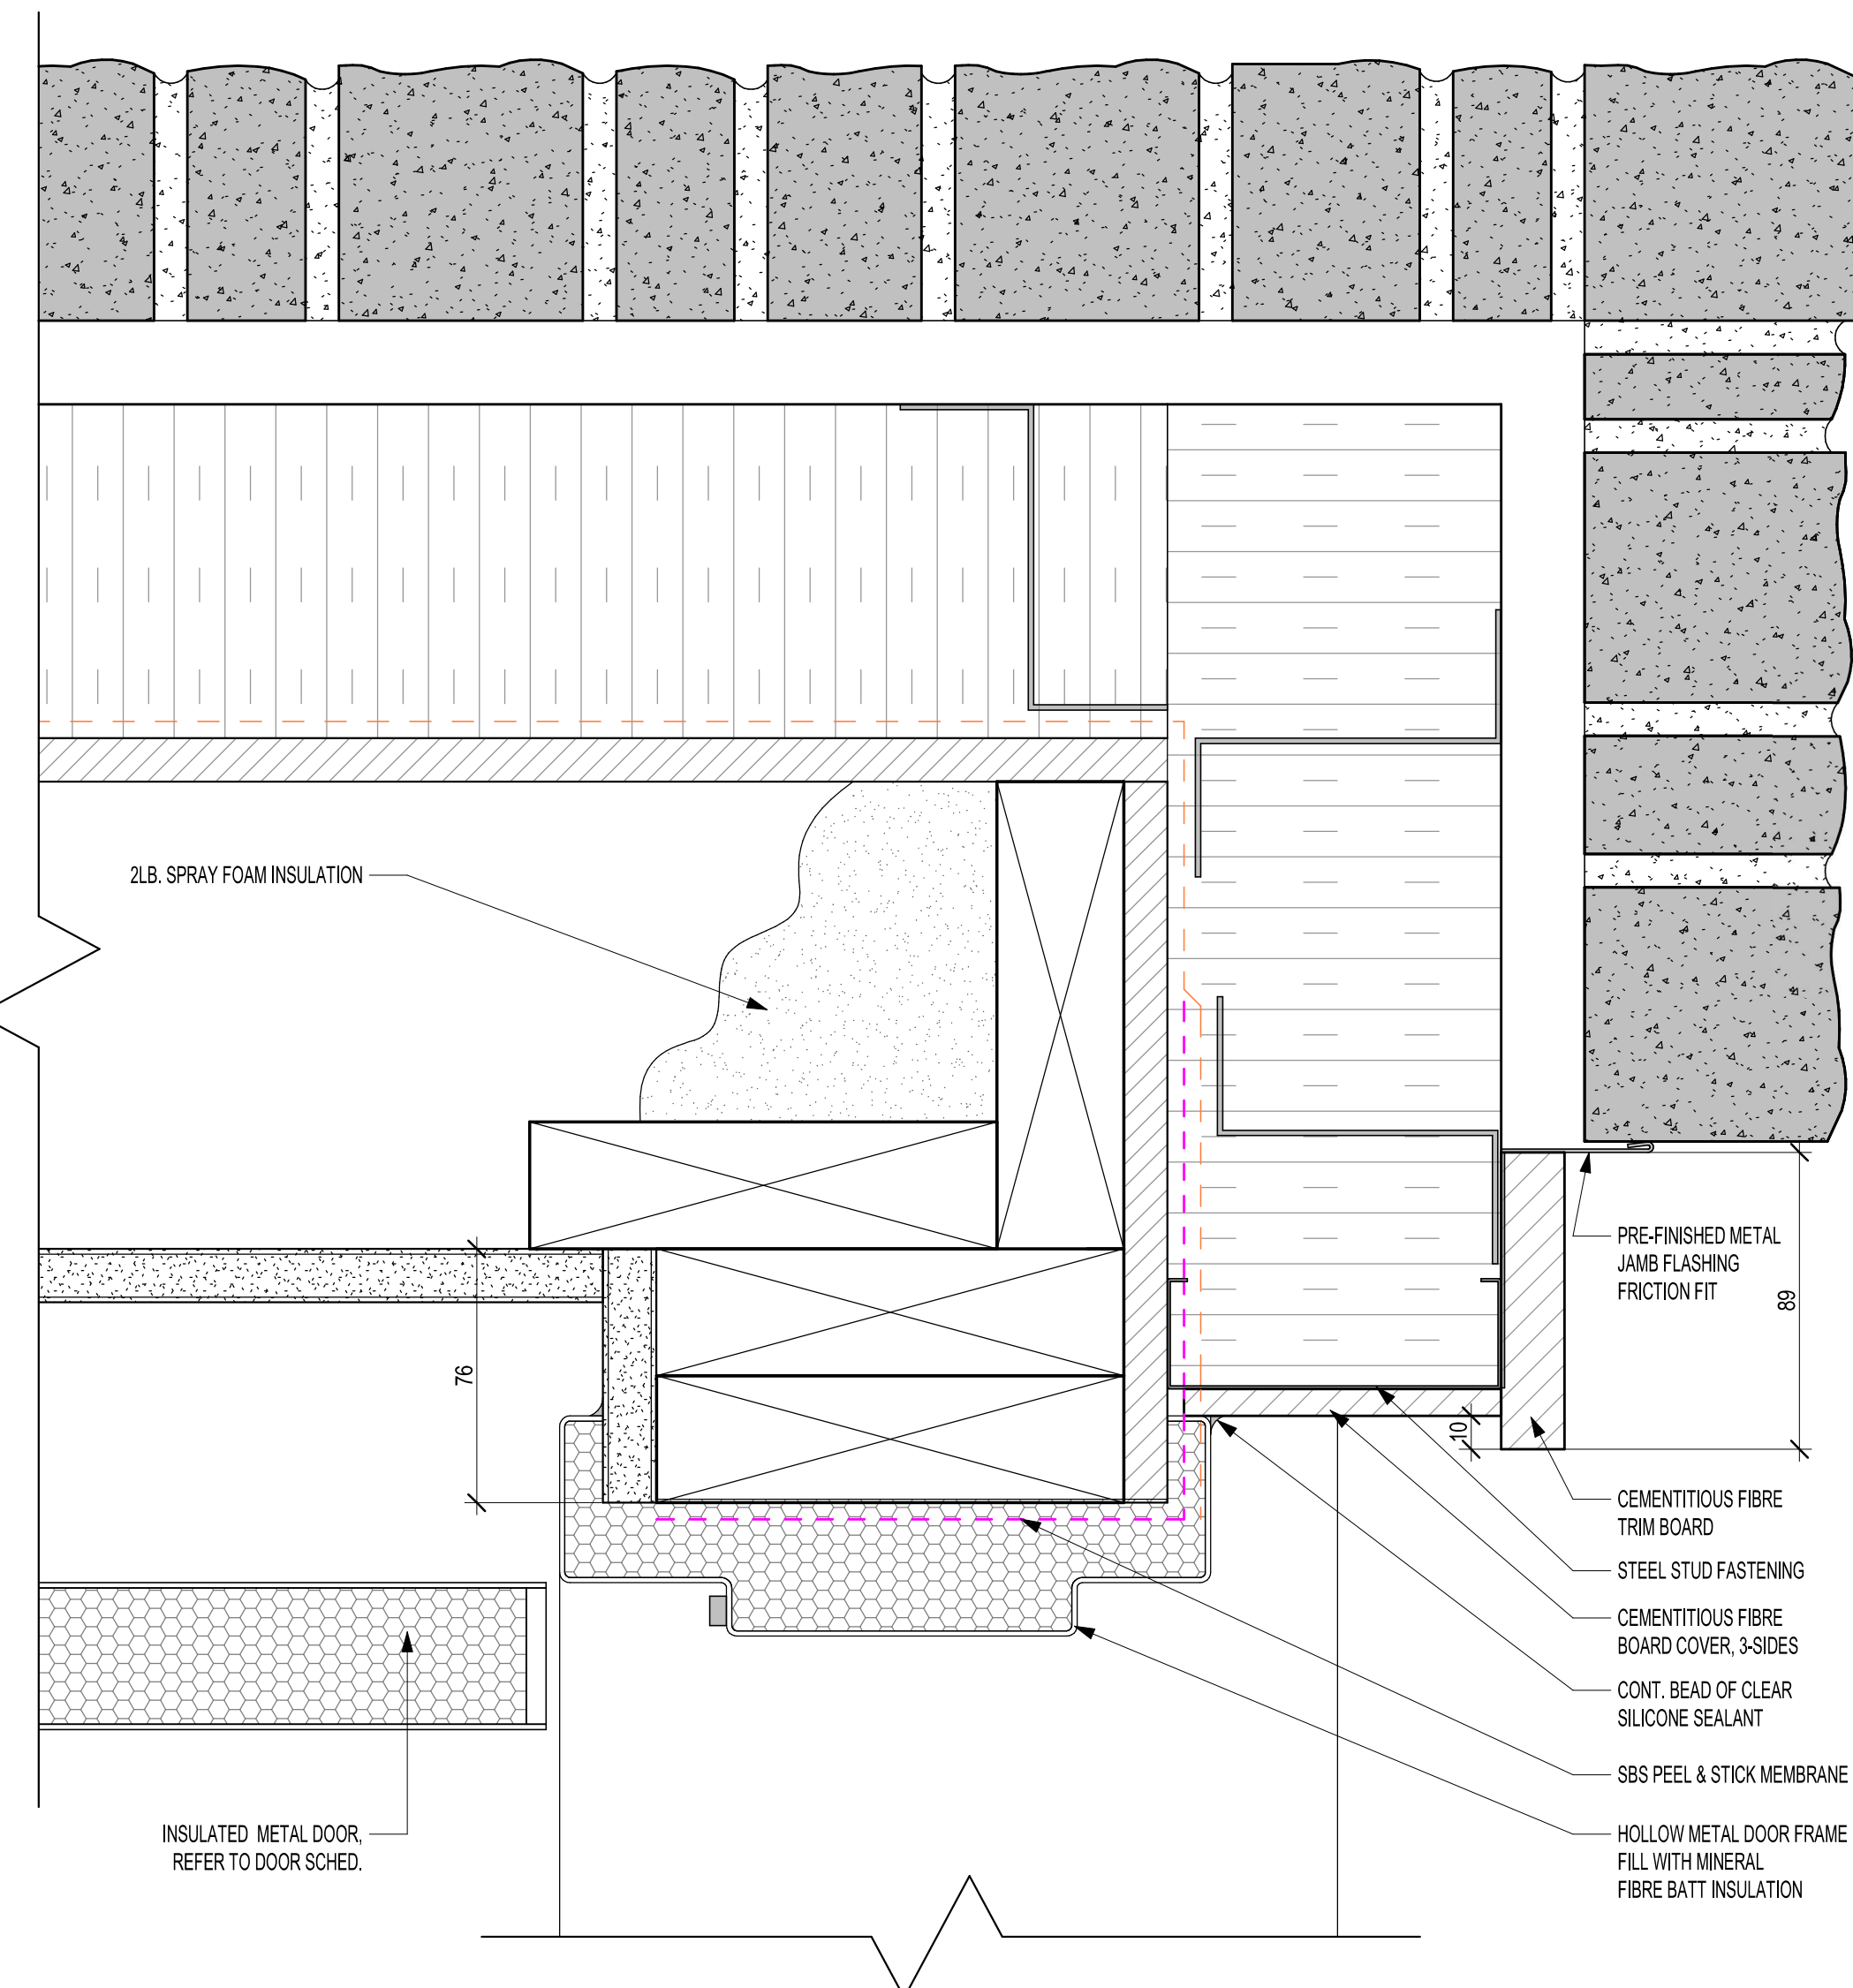 2LB. SPRAY FOAM INSULATION
PRE-FINISHED METAL
JAMB FLASHING
FRICTION FIT
89
76
10
CEMENTITIOUS FIBRE
TRIM BOARD
STEEL STUD FASTENING
CEMENTITIOUS FIBRE
BOARD COVER, 3-SIDES
CONT. BEAD OF CLEAR
SILICONE SEALANT
SBS PEEL & STICK MEMBRANE
HOLLOW METAL DOOR FRAME
FILL WITH MINERAL
FIBRE BATT INSULATION
INSULATED METAL DOOR,
REFER TO DOOR SCHED.